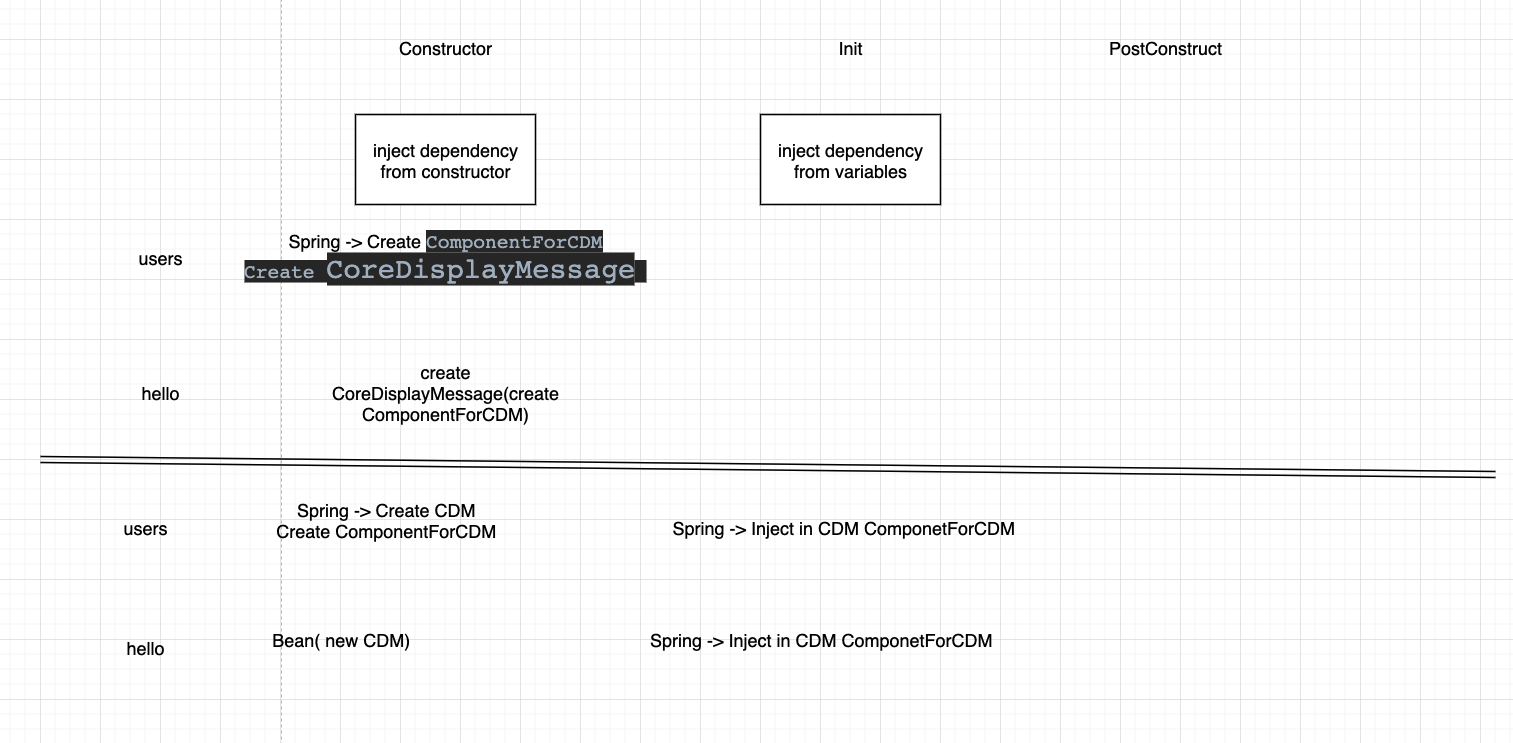 Constructor
Init
PostConstruct
inject dependency
from constructor
inject dependency
from variables
users
Spring -> Create ComponentForCDM
Create CoreDisplayMessage
hello
create
CoreDisplayMessage(create
ComponentForCDM)
users
Spring -> Create CDM
Create ComponentForCDM
Spring -> Inject in CDM ComponetForCDM
hello
Bean( new CDM)
Spring -> Inject in CDM ComponetForCDM